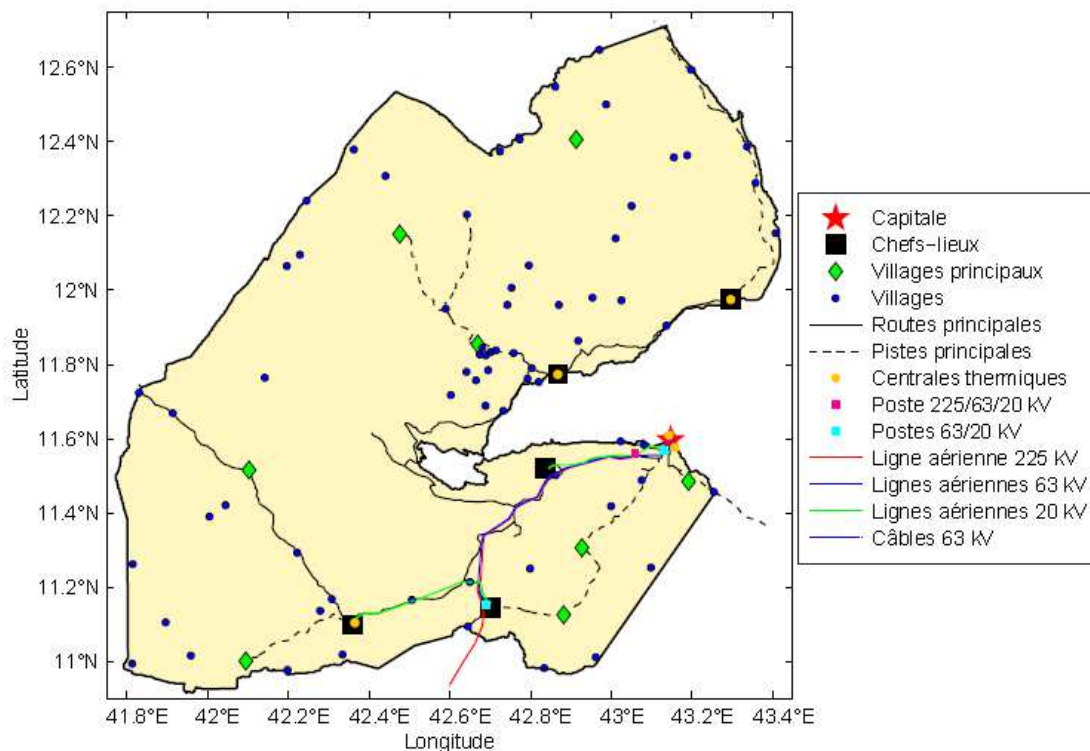 12.6°N
12.4°N
12.2°N
12°N
11.8°N
11.6°N
11.4°N
11.2°N
11°N
Latitude
41.8°E 42°E 42.2°E 42.4°E 42.6°E 42.8°E 43°E 43.2°E 43.4°E
Longitude
Capitale
Chefs-lieux
Villages principaux
Villages
Routes principales
Pistes principales
Centrales thermiques
Poste 225/63/20 KV
Postes 63/20 KV
Ligne aérienne 225 KV
Lignes aériennes 63 KV
Lignes aériennes 20 KV
Câbles 63 KV